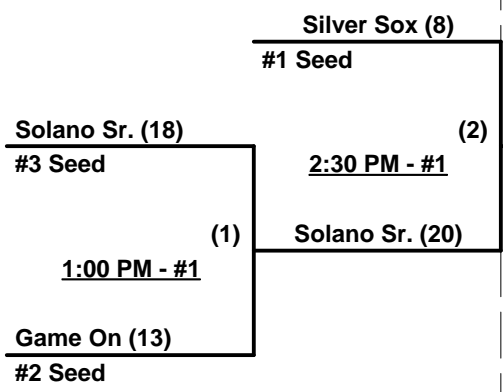 Silver Sox (8)
#1 Seed
Solano Sr. (18)
(2)
#3 Seed
2:30 PM - #1
(1)
Solano Sr. (20)
1:00 PM - #1
Game On (13)
#2 Seed